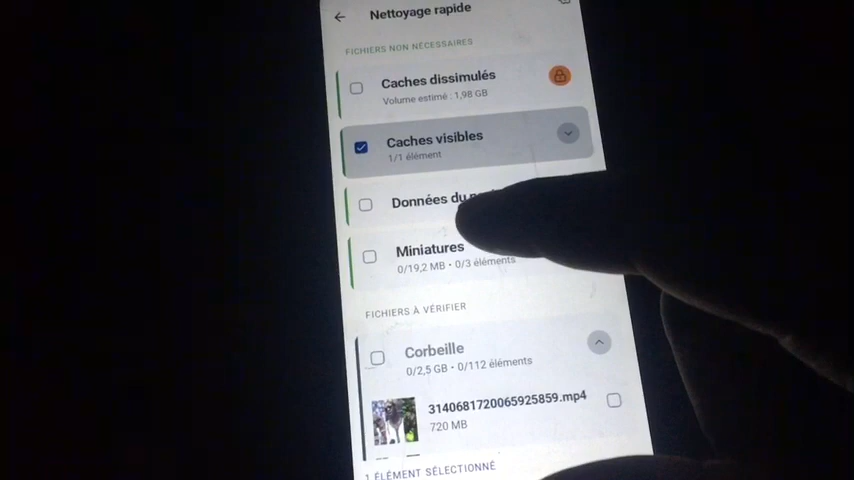 Nettoyage rapide
FICHIERS NON NÉCESSAIRES
Caches dissimulés
Volume estimé : 1,98 GB
Caches visibles
1/1 élément
Données du
Miniatures
0/19,2 MB • 0/3 éléments
FICHIERS À VÉRIFIER
Corbeille
0/2,5 GB • 0/112 éléments
3140681720065925859.mp4
720 MB
1 ÉLÉMENT SÉLECTIONNÉ